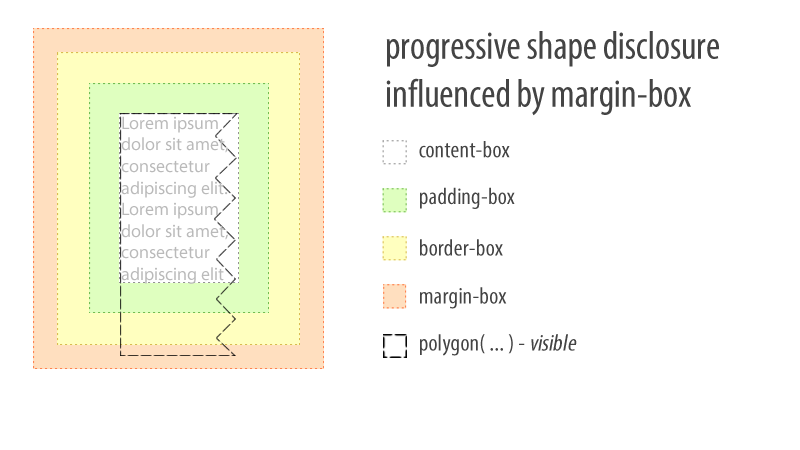 progressive shape disclosure
influenced by margin-box
Lorem ipsum
dolor sit amet,
consectetur
adipiscing elit.
Lorem ipsum
dolor sit amet,
consectetur
adipiscing elit.
content-box
padding-box
border-box
margin-box
polygon( ... ) - visible